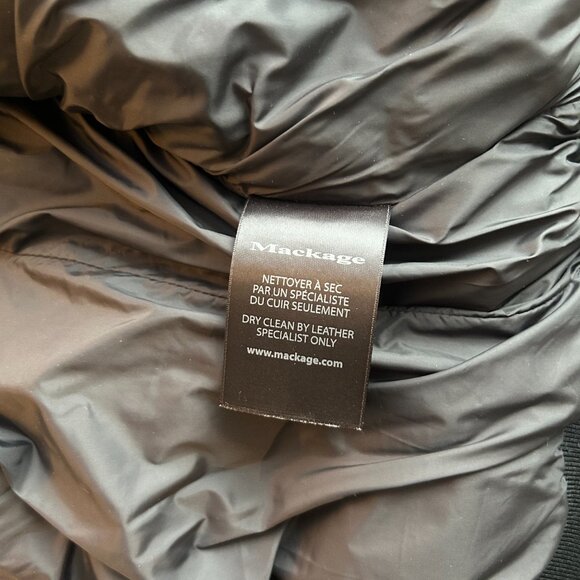 Mackage
NETTOYER À SEC
PAR UN SPÉCIALISTE
DU CUIR SEULEMENT
DRY CLEAN BY LEATHER
SPECIALIST ONLY
www.mackage.com